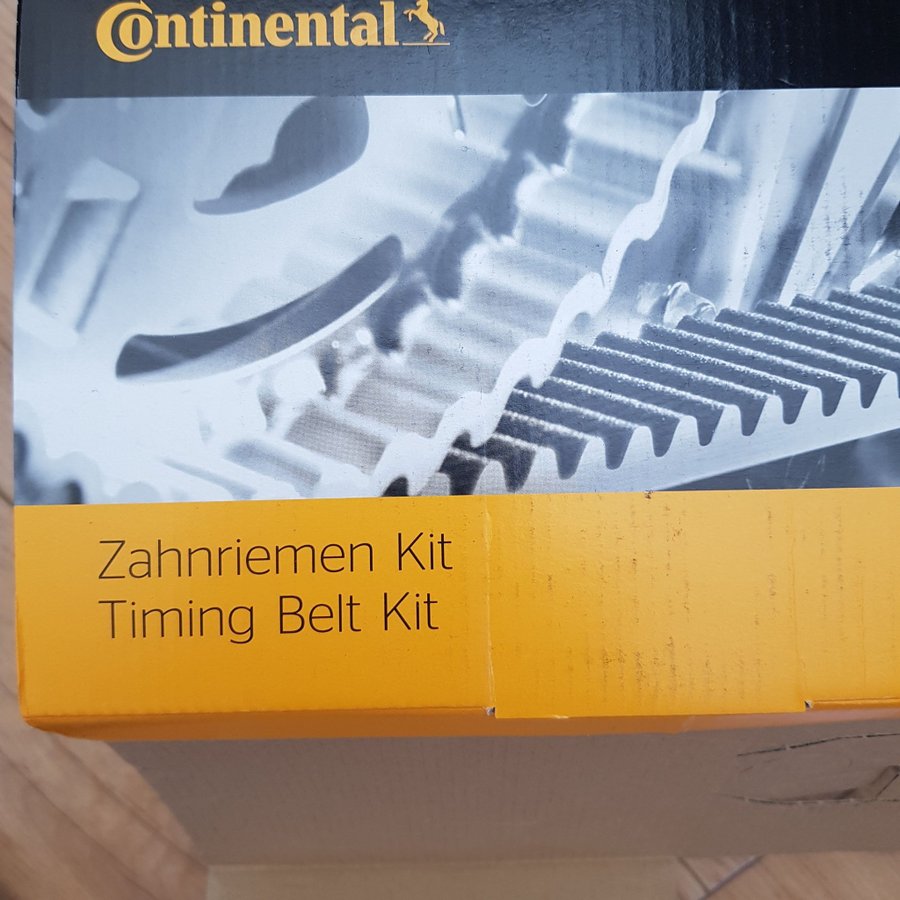 Continental
Zahnriemen Kit
Timing Belt Kit